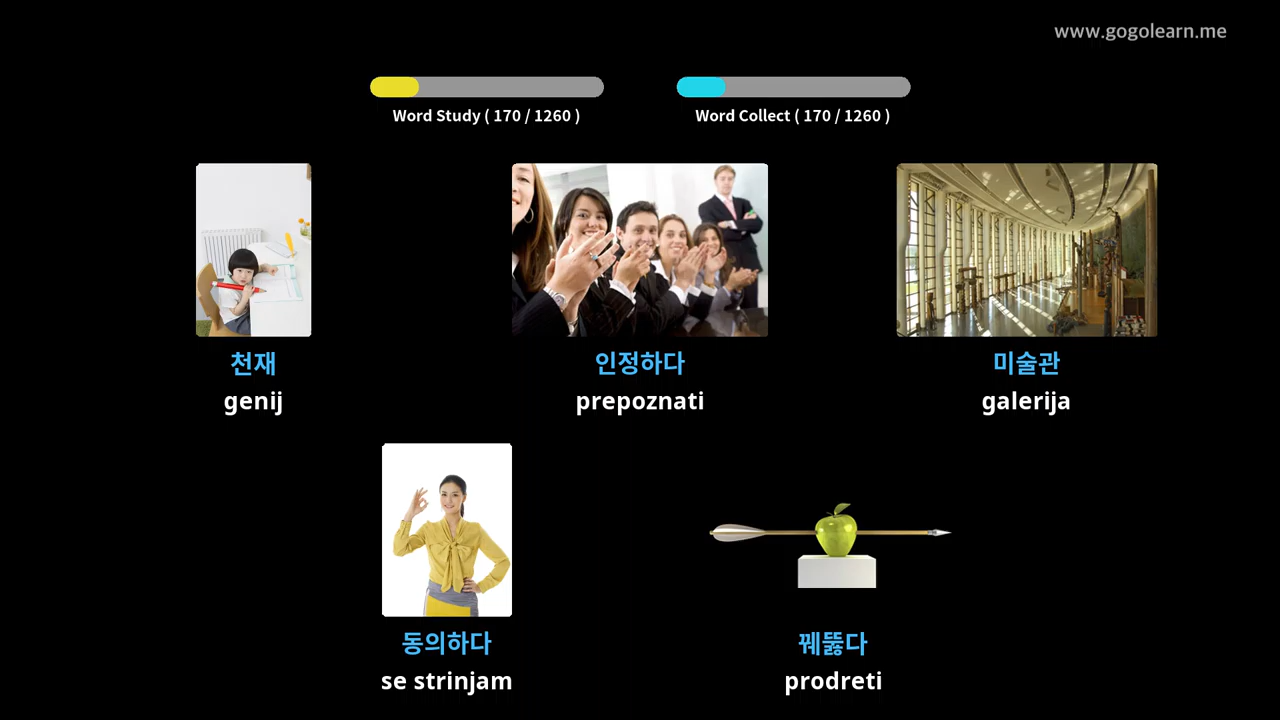 www.gogolearn.me
Word Study ( 170 / 1260 )
Word Collect ( 170 / 1260 )
천재
genij
인정하다
prepoznati
미술관
galerija
동의하다
se strinjam
꿰뚫다
prodreti